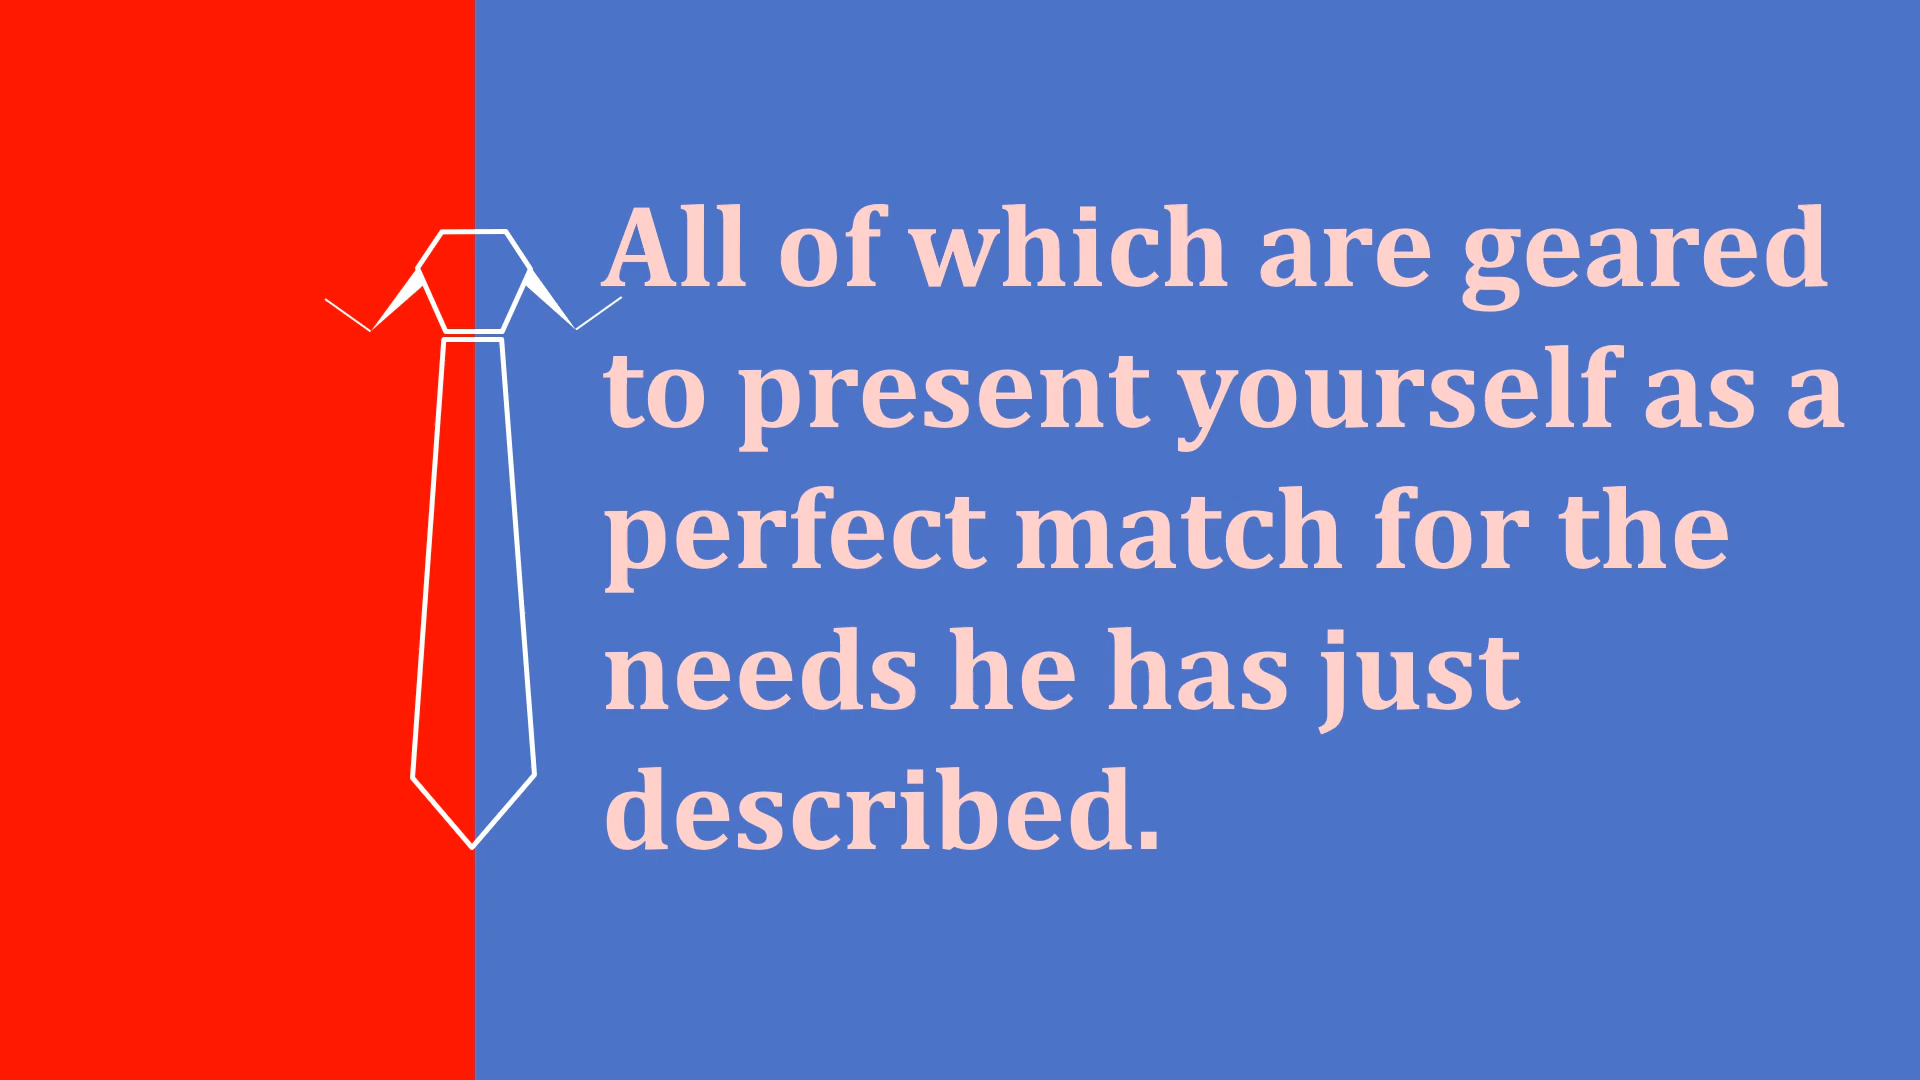 All of which are geared
to present yourself as a
perfect match for the
needs he has just
described.